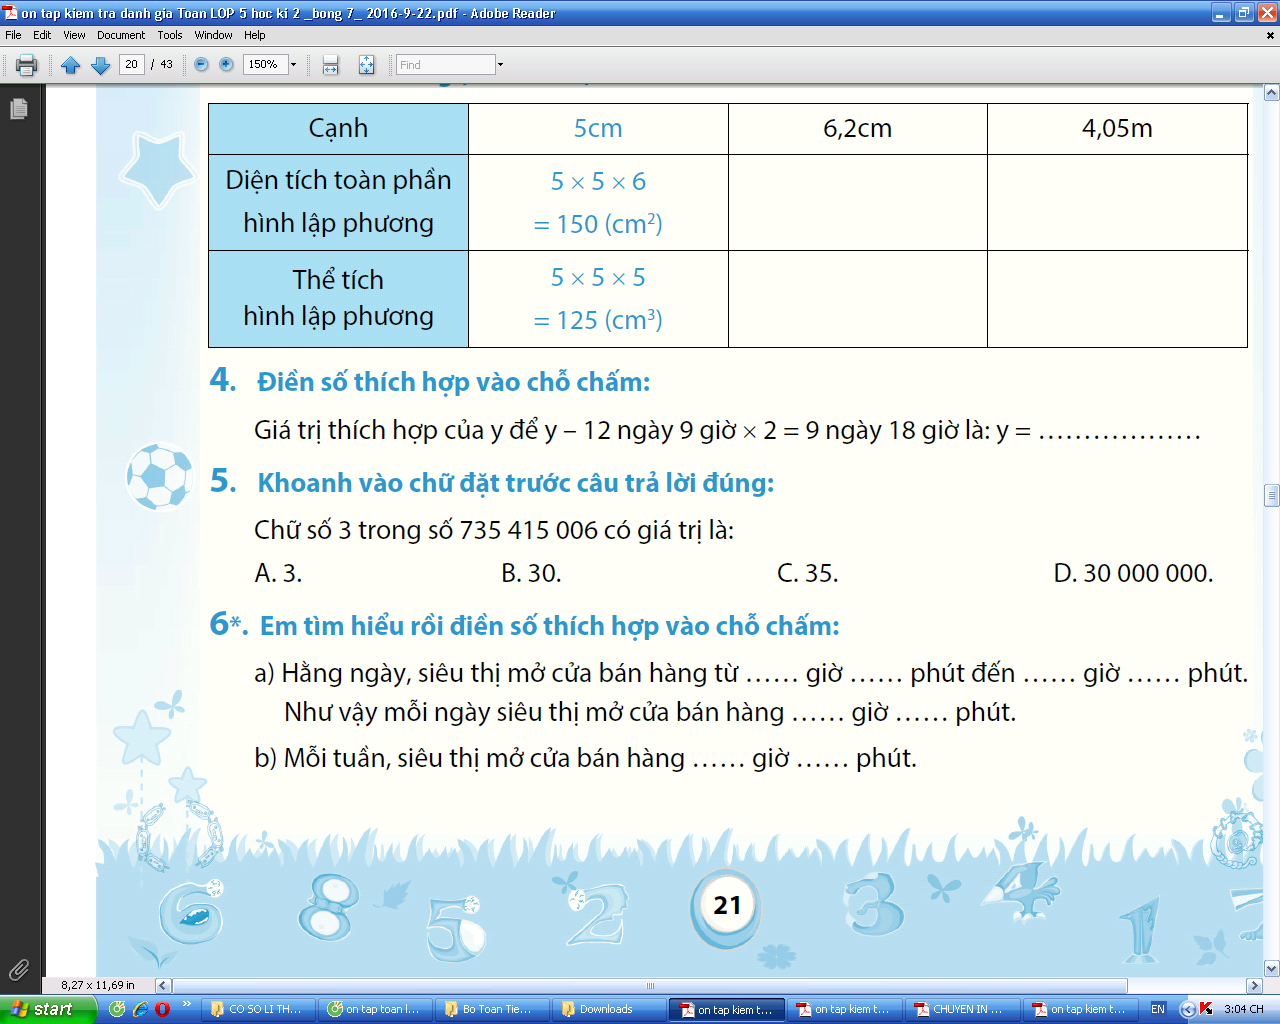 on tap kiem tra danh gia Toan LOP 5 hoc ki 2 _bong 7_ 2016-9-22.pdf - Adobe Reader
File Edit View Document Tools Window Help
20 / 43 150% Find
Cạnh 5cm 6,2cm 4,05m
Diện tích toàn phần 5 × 5 × 6
hình lập phương = 150 (cm²)
Thể tích 5 × 5 × 5
hình lập phương = 125 (cm³)
4. Điền số thích hợp vào chỗ chấm:
Giá trị thích hợp của y để y – 12 ngày 9 giờ × 2 = 9 ngày 18 giờ là: y = ..................
5. Khoanh vào chữ đặt trước câu trả lời đúng:
Chữ số 3 trong số 735 415 006 có giá trị là:
A. 3. B. 30. C. 35. D. 30 000 000.
6*. Em tìm hiểu rồi điền số thích hợp vào chỗ chấm:
a) Hằng ngày, siêu thị mở cửa bán hàng từ ...... giờ ...... phút đến ...... giờ ...... phút.
Như vậy mỗi ngày siêu thị mở cửa bán hàng ...... giờ ...... phút.
b) Mỗi tuần, siêu thị mở cửa bán hàng ...... giờ ...... phút.
6 8 5 2 21 3 4 1
8,27 x 11,69 in
start CO SO LI TH... on tap toan l... Bo Toan Tie... Downloads on tap kiem t... on tap kiem t... CHUYEN IN ... on tap kiem t... EN 3:04 CH